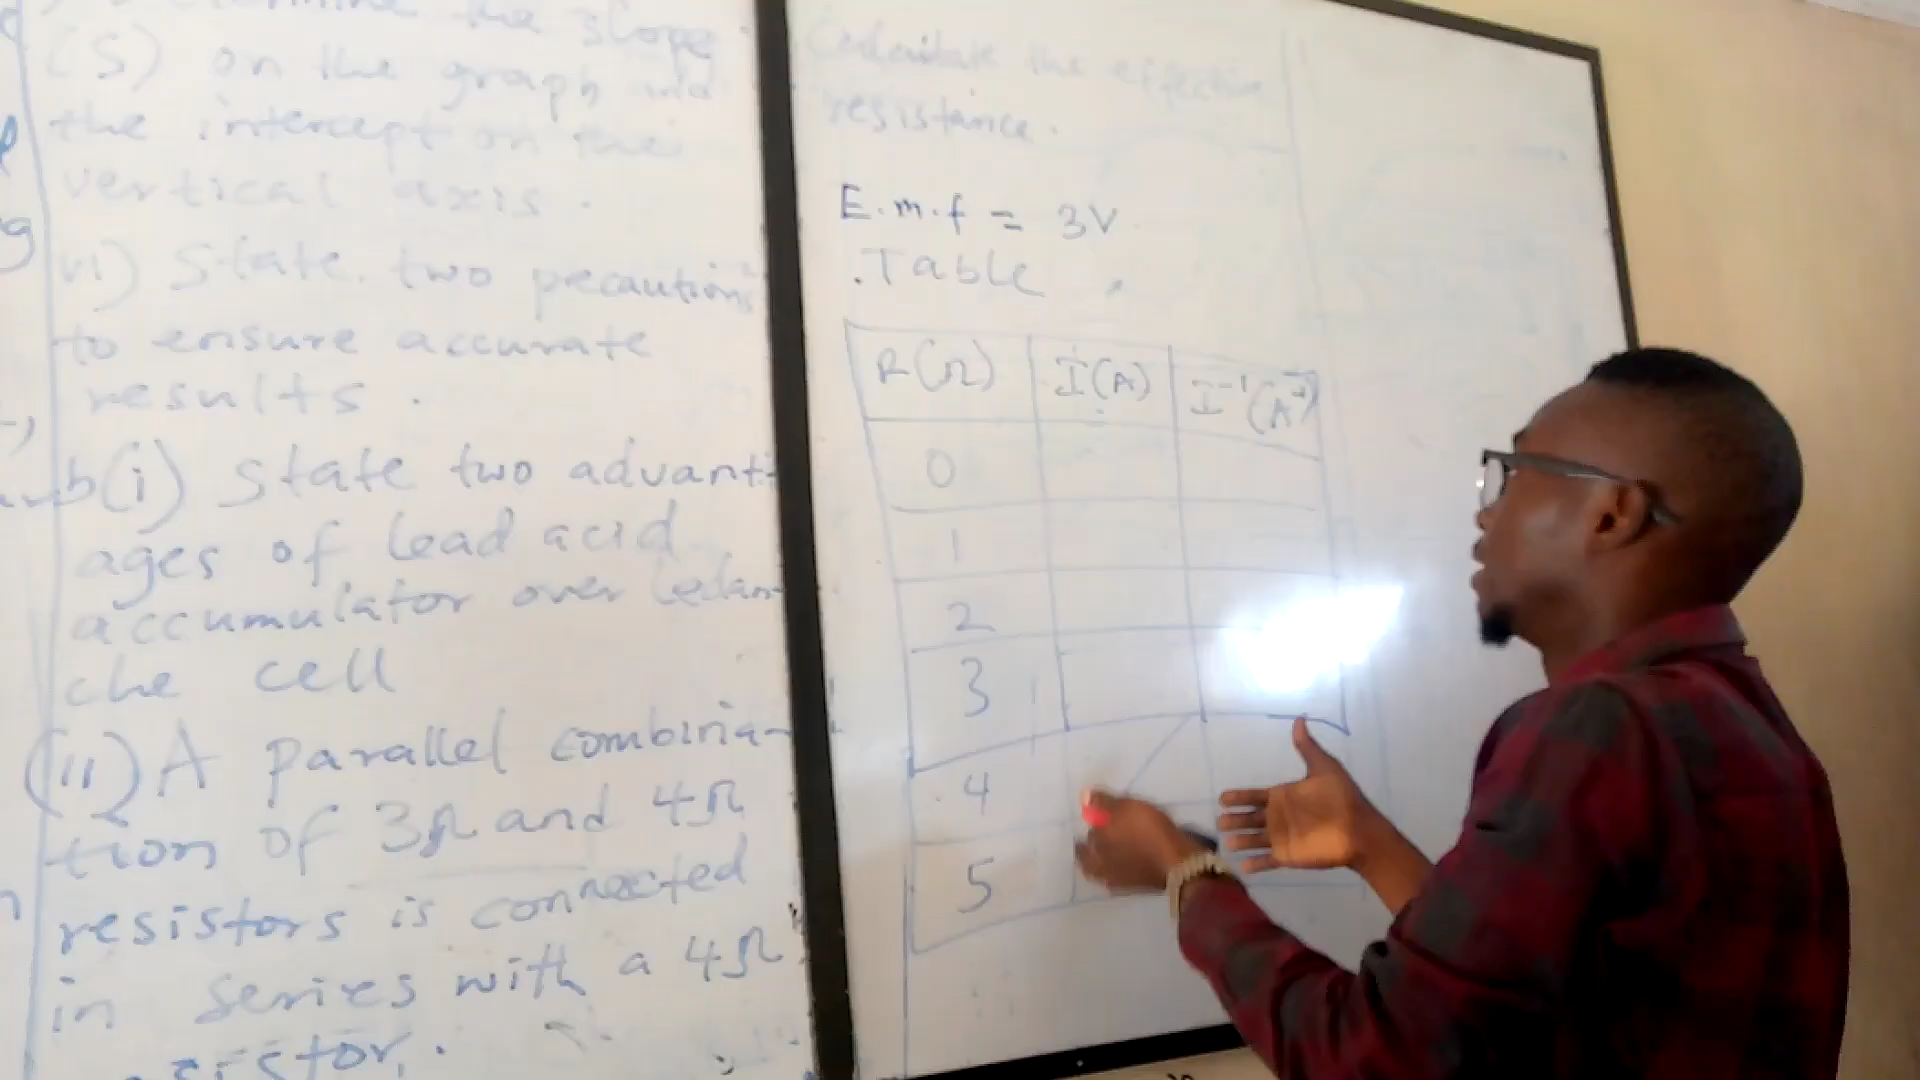 determine the slope
(S) on the graph and
the intercept on the
vertical axis.
vi) State two pecautions
to ensure accurate
results.
b(i) State two advant-
ages of lead acid
accumulator over leclan-
che cell
(ii) A parallel combina-
tion of 3Ω and 4Ω
resistors is connected
in series with a 4Ω
resistor.
Calculate the effective
resistance.
E.m.f = 3V
.Table
R(Ω) I(A) I⁻¹(A⁻¹)
0
1
2
3
4
5